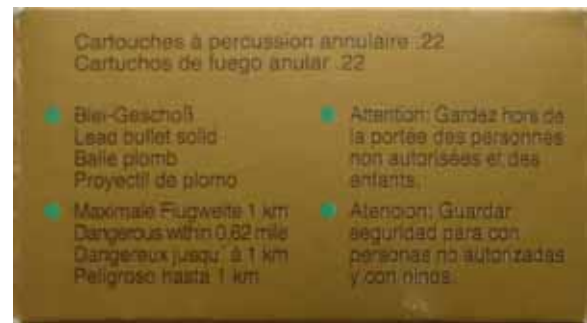 Cartouches à percussion annulaire .22
Cartuchos de fuego anular .22
Blei-Geschoß
Lead bullet solid
Balle plomb
Proyectil de plomo
Maximale Flugweite 1 km
Dangerous within 0,62 mile
Dangereux jusqu´ à 1 km
Peligroso hasta 1 km
Attention: Gardez hors de
la portée des personnes
non autorisées et des
enfants.
Atencion: Guardar
seguridad para con
personas no autorizadas
y con ninos.